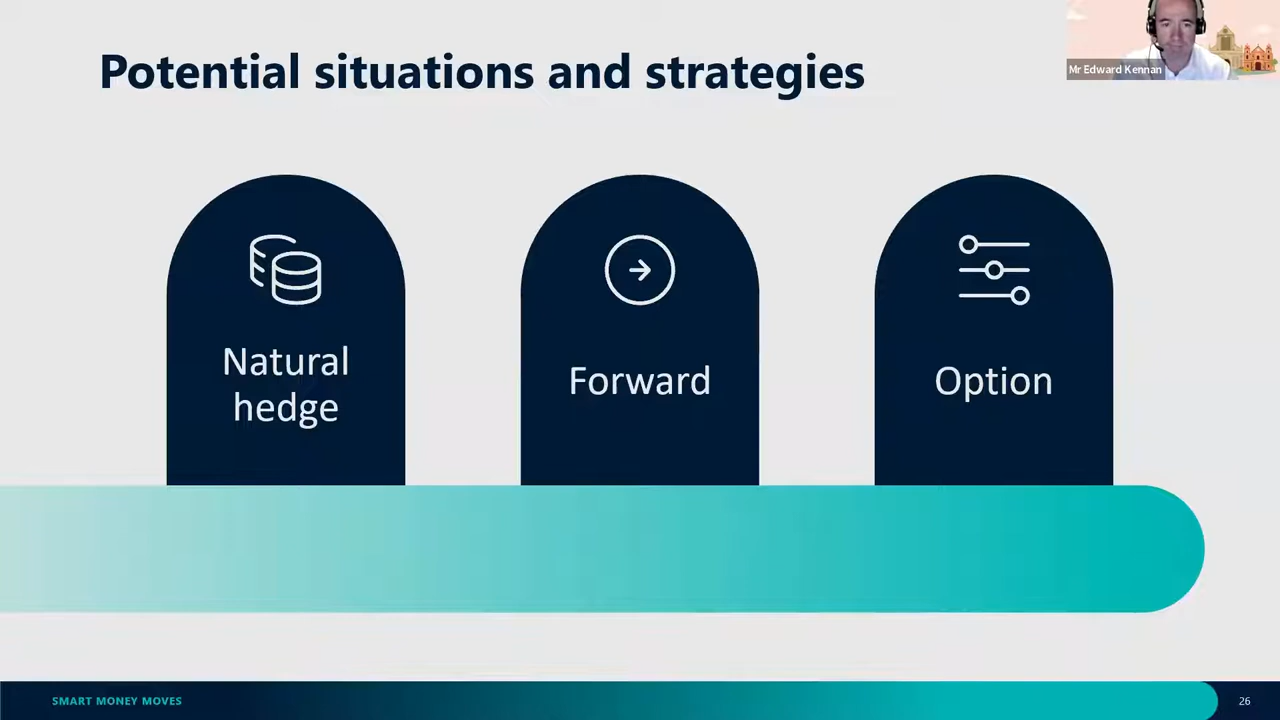 Potential situations and strategies
Mr Edward Kennan
Natural
hedge
Forward
Option
SMART MONEY MOVES
26